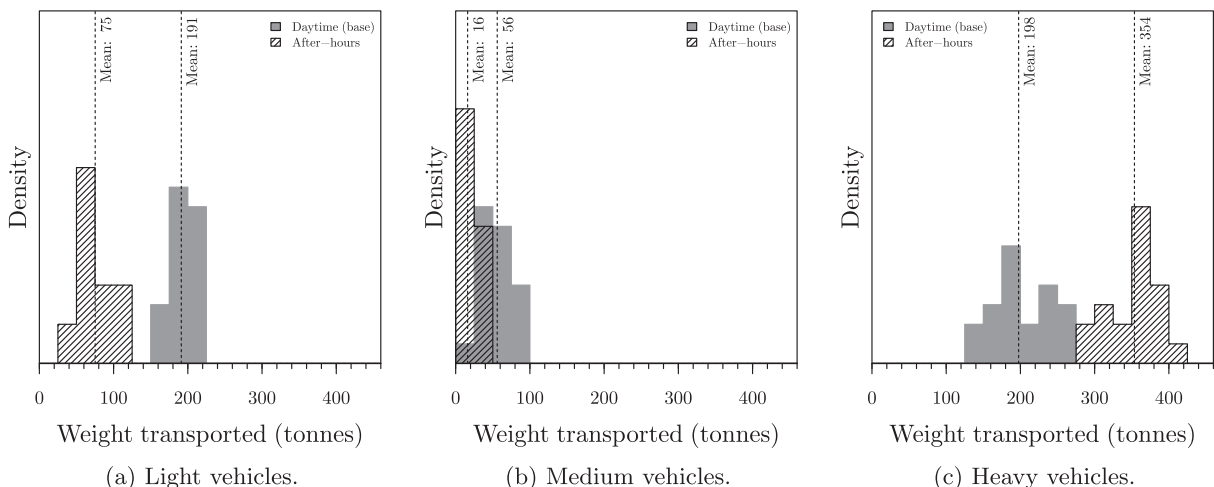 Density
Mean: 75
Mean: 191
Daytime (base)
After−hours
0 100 200 300 400
Weight transported (tonnes)
(a) Light vehicles.
Density
Mean: 16
Mean: 56
Daytime (base)
After−hours
0 100 200 300 400
Weight transported (tonnes)
(b) Medium vehicles.
Density
Daytime (base)
After−hours
Mean: 198
Mean: 354
0 100 200 300 400
Weight transported (tonnes)
(c) Heavy vehicles.